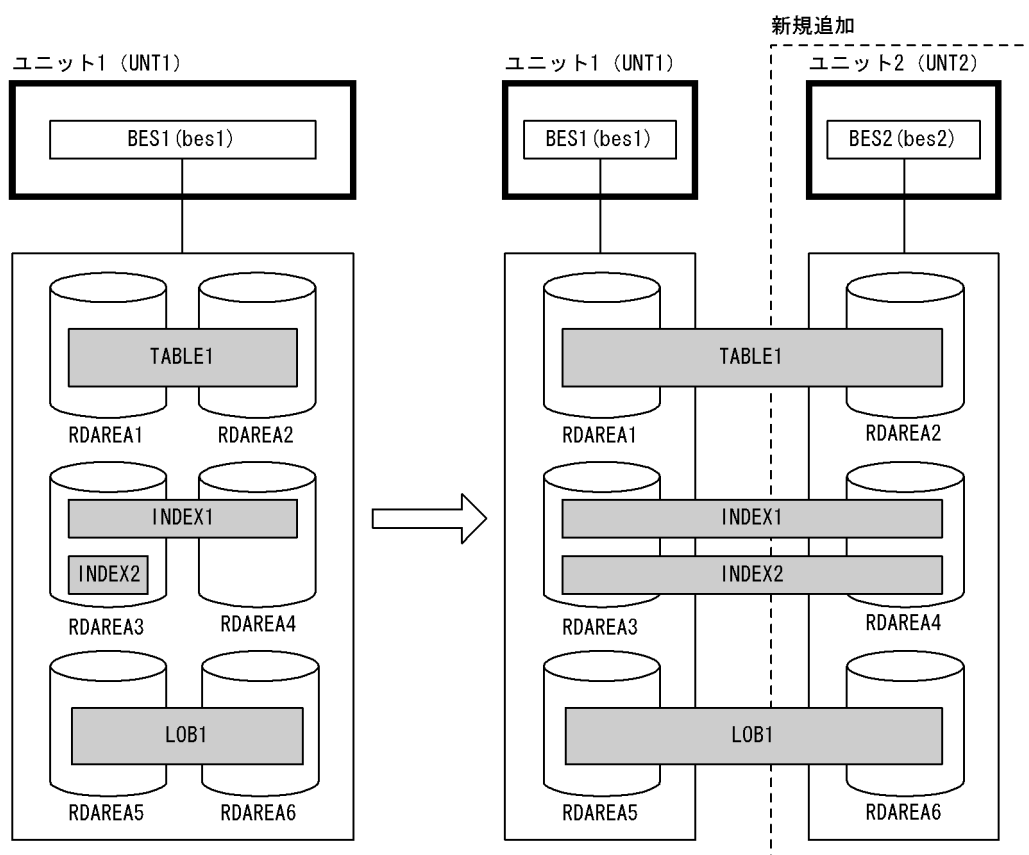 新規追加
ユニット1（UNT1）
BES1(bes1)
TABLE1
RDAREA1
RDAREA2
INDEX1
INDEX2
RDAREA3
RDAREA4
LOB1
RDAREA5
RDAREA6
ユニット1（UNT1）
ユニット2（UNT2）
BES1(bes1)
BES2(bes2)
TABLE1
RDAREA1
RDAREA2
INDEX1
INDEX2
RDAREA3
RDAREA4
LOB1
RDAREA5
RDAREA6